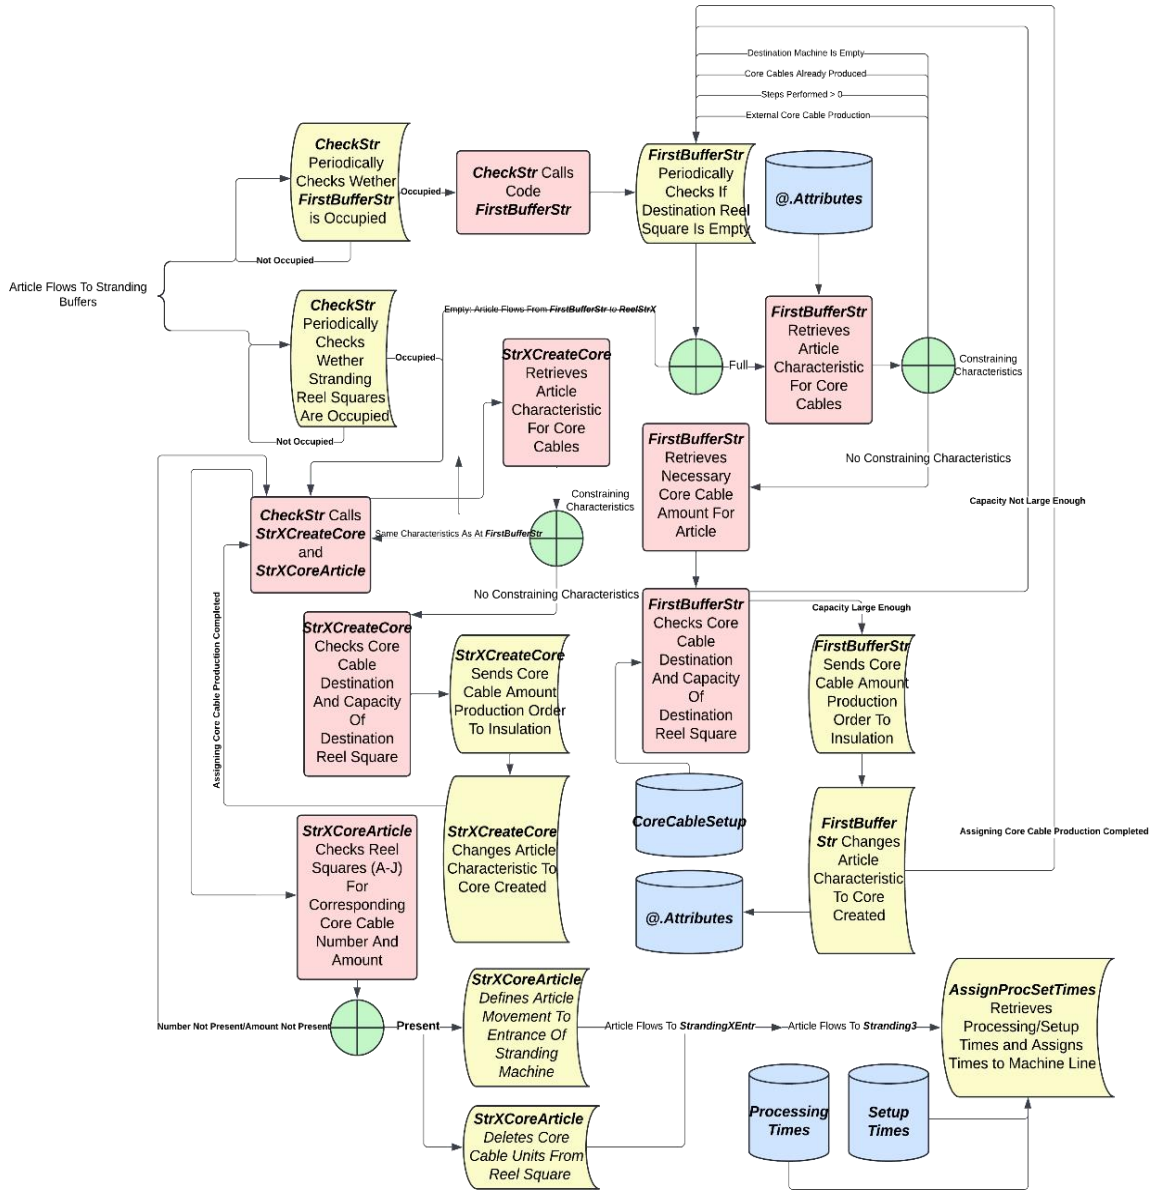 Destination Machine Is Empty
Core Cables Already Produced
Steps Performed > 0
External Core Cable Production
CheckStr
Periodically
Checks Wether
FirstBufferStr
is Occupied
Occupied
CheckStr Calls
Code
FirstBufferStr
FirstBufferStr
Periodically
Checks If
Destination Reel
Square Is Empty
@.Attributes
Not Occupied
Article Flows To Stranding
Buffers
CheckStr
Periodically
Checks
Wether
Stranding
Reel Squares
Are Occupied
Occupied
Not Occupied
Empty: Article Flows From FirstBufferStr to ReelStrX
StrXCreateCore
Retrieves
Article
Characteristic
For Core
Cables
Full
FirstBufferStr
Retrieves
Article
Characteristic
For Core
Cables
Constraining
Characteristics
FirstBufferStr
Retrieves
Necessary
Core Cable
Amount For
Article
No Constraining Characteristics
Capacity Not Large Enough
CheckStr Calls
StrXCreateCore
and
StrXCoreArticle
Same Characteristics As At FirstBufferStr
Constraining
Characteristics
No Constraining Characteristics
StrXCreateCore
Checks Core
Cable
Destination
And Capacity
Of
Destination
Reel Square
StrXCreateCore
Sends Core
Cable Amount
Production Order
To Insulation
FirstBufferStr
Checks Core
Cable
Destination
And Capacity
Of
Destination
Reel Square
Capacity Large Enough
FirstBufferStr
Sends Core
Cable Amount
Production
Order To
Insulation
Assigning Core Cable Production Completed
StrXCreateCore
Changes Article
Characteristic To
Core Created
CoreCableSetup
FirstBuffer
Str Changes
Article
Characteristic
To Core
Created
Assigning Core Cable Production Completed
@.Attributes
StrXCoreArticle
Checks Reel
Squares (A-J)
For
Corresponding
Core Cable
Number And
Amount
Number Not Present/Amount Not Present
Present
StrXCoreArticle
Defines Article
Movement To
Entrance Of
Stranding
Machine
Article Flows To StrandingXEntr
Article Flows To Stranding3
AssignProcSetTimes
Retrieves
Processing/Setup
Times and Assigns
Times to Machine Line
StrXCoreArticle
Deletes Core
Cable Units From
Reel Square
Processing
Times
Setup
Times